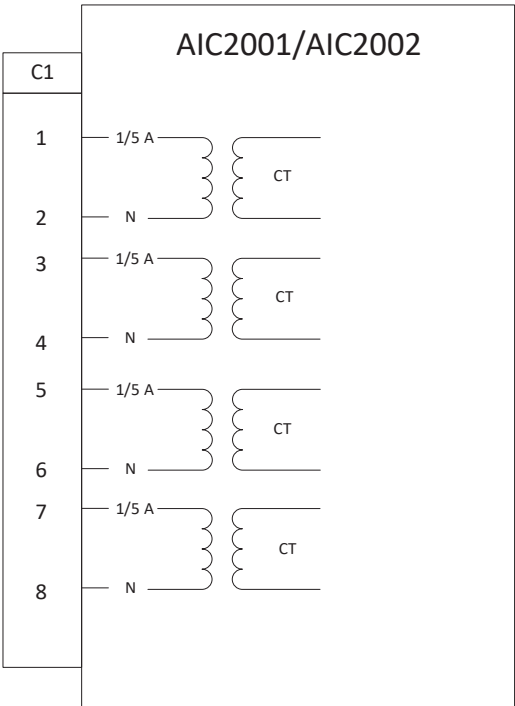 AIC2001/AIC2002
C1
1 1/5 A
CT
2 N
3 1/5 A
CT
4 N
5 1/5 A
CT
6 N
7 1/5 A
CT
8 N